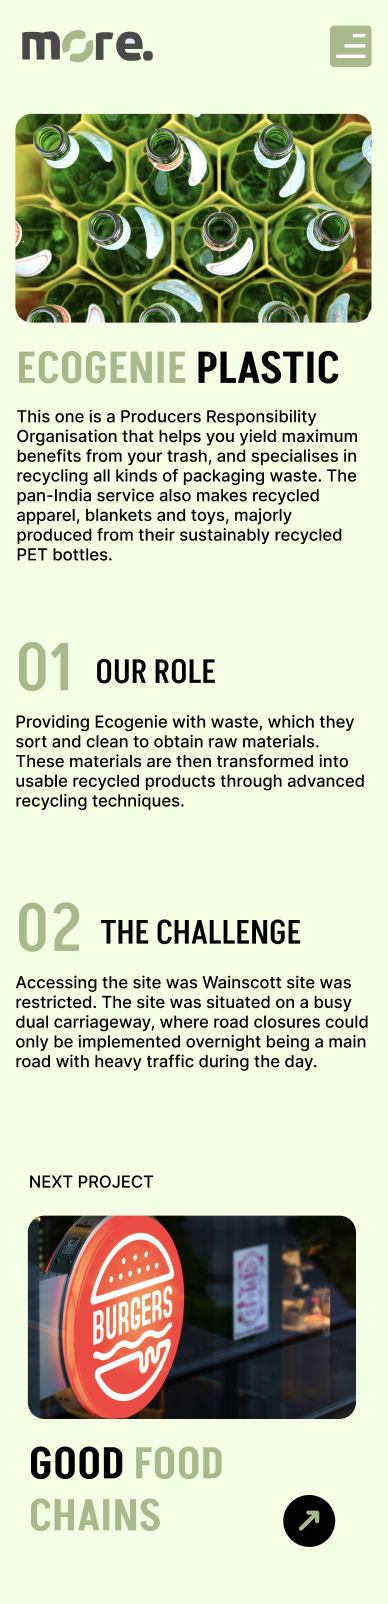 more.
ECOGENIE PLASTIC
This one is a Producers Responsibility
Organisation that helps you yield maximum
benefits from your trash, and specialises in
recycling all kinds of packaging waste. The
pan-India service also makes recycled
apparel, blankets and toys, majorly
produced from their sustainably recycled
PET bottles.
01 OUR ROLE
Providing Ecogenie with waste, which they
sort and clean to obtain raw materials.
These materials are then transformed into
usable recycled products through advanced
recycling techniques.
02 THE CHALLENGE
Accessing the site was Wainscott site was
restricted. The site was situated on a busy
dual carriageway, where road closures could
only be implemented overnight being a main
road with heavy traffic during the day.
NEXT PROJECT
BURGERS
GOOD FOOD
CHAINS